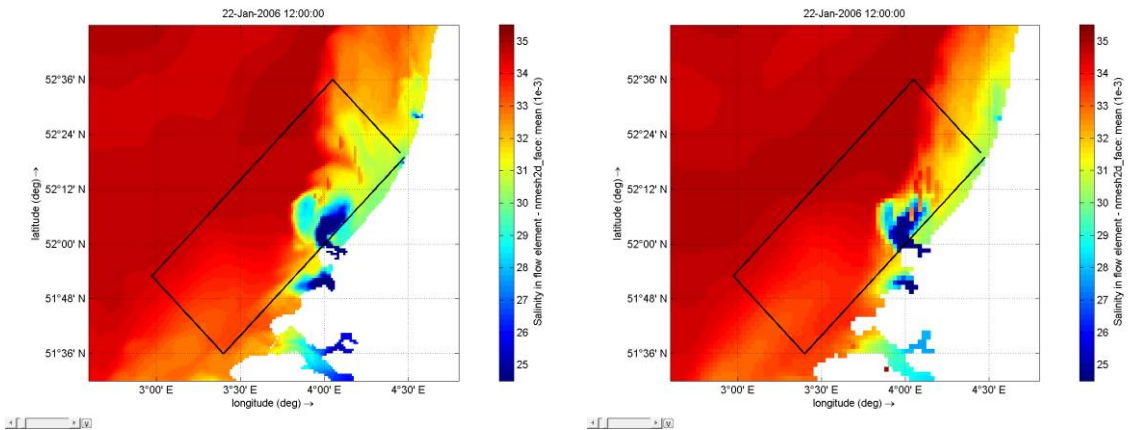 22-Jan-2006 12:00:00
52°36' N
52°24' N
52°12' N
52°00' N
51°48' N
51°36' N
latitude (deg) →
3°00' E
4°00' E
4°30' E
longitude (deg) →
35
34
33
32
31
30
29
28
27
26
25
Salinity in flow element - nmesh2d_face: mean (1e-3)
v
22-Jan-2006 12:00:00
52°36' N
52°24' N
52°12' N
52°00' N
51°48' N
51°36' N
latitude (deg) →
3°00' E
3°30' E
4°00' E
4°30' E
longitude (deg) →
35
34
33
32
31
30
29
28
27
26
25
Salinity in flow element - nmesh2d_face: mean (1e-3)
v